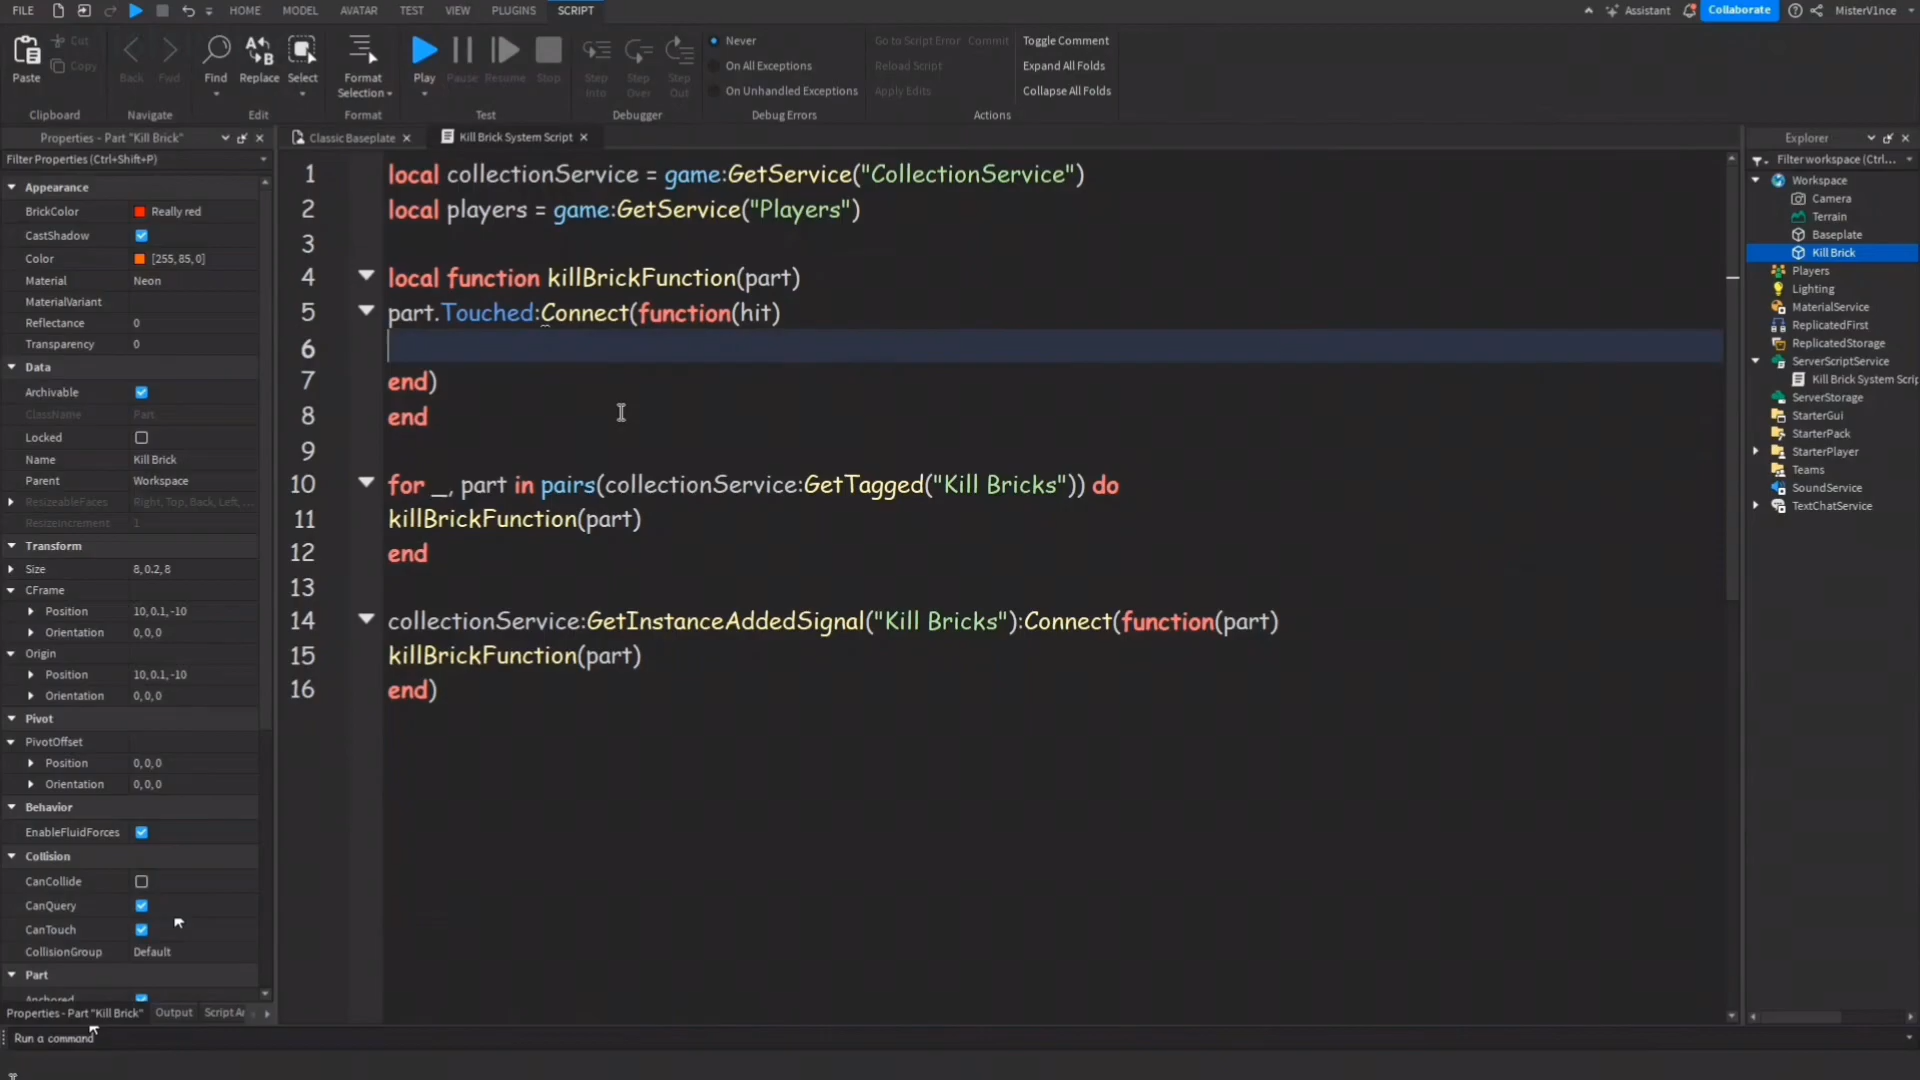 FILE HOME MODEL AVATAR TEST VIEW PLUGINS SCRIPT Assistant Collaborate MisterV1nce
Paste Cut Copy
Clipboard
Back Fwd
Navigate
Find Replace Select
Edit
Format Selection
Format
Play Pause Resume Stop
Test
Step Into Step Over Step Out
Debugger
Never
On All Exceptions
On Unhandled Exceptions
Debug Errors
Go to Script Error Commit
Reload Script
Apply Edits
Toggle Comment
Expand All Folds
Collapse All Folds
Actions
Properties - Part "Kill Brick"
Filter Properties (Ctrl+Shift+P)
Appearance
BrickColor Really red
CastShadow
Color [255, 85, 0]
Material Neon
MaterialVariant
Reflectance 0
Transparency 0
Data
Archivable
ClassName Part
Locked
Name Kill Brick
Parent Workspace
ResizeableFaces Right, Top, Back, Left, ...
ResizeIncrement 1
Transform
Size 8, 0.2, 8
CFrame
Position 10, 0.1, -10
Orientation 0, 0, 0
Origin
Position 10, 0.1, -10
Orientation 0, 0, 0
Pivot
PivotOffset
Position 0, 0, 0
Orientation 0, 0, 0
Behavior
EnableFluidForces
Collision
CanCollide
CanQuery
CanTouch
CollisionGroup Default
Part
Anchored
Properties - Part "Kill Brick" Output Script Ar
Run a command
Classic Baseplate Kill Brick System Script
1 local collectionService = game:GetService("CollectionService")
2 local players = game:GetService("Players")
3
4 local function killBrickFunction(part)
5 part.Touched:Connect(function(hit)
6
7 end)
8 end
9
10 for _, part in pairs(collectionService:GetTagged("Kill Bricks")) do
11 killBrickFunction(part)
12 end
13
14 collectionService:GetInstanceAddedSignal("Kill Bricks"):Connect(function(part)
15 killBrickFunction(part)
16 end)
Explorer
Filter workspace (Ctrl...
Workspace
Camera
Terrain
Baseplate
Kill Brick
Players
Lighting
MaterialService
ReplicatedFirst
ReplicatedStorage
ServerScriptService
Kill Brick System Scrip
ServerStorage
StarterGui
StarterPack
StarterPlayer
Teams
SoundService
TextChatService